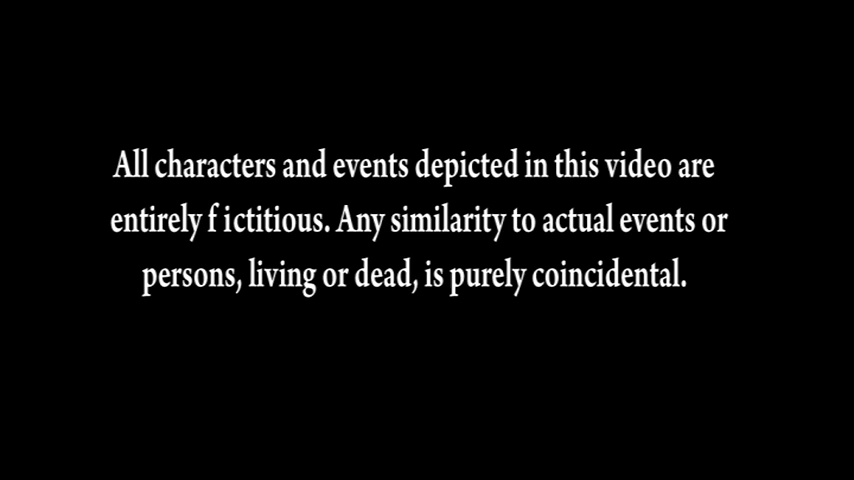 All characters and events depicted in this video are
entirely f ictitious. Any similarity to actual events or
persons, living or dead, is purely coincidental.